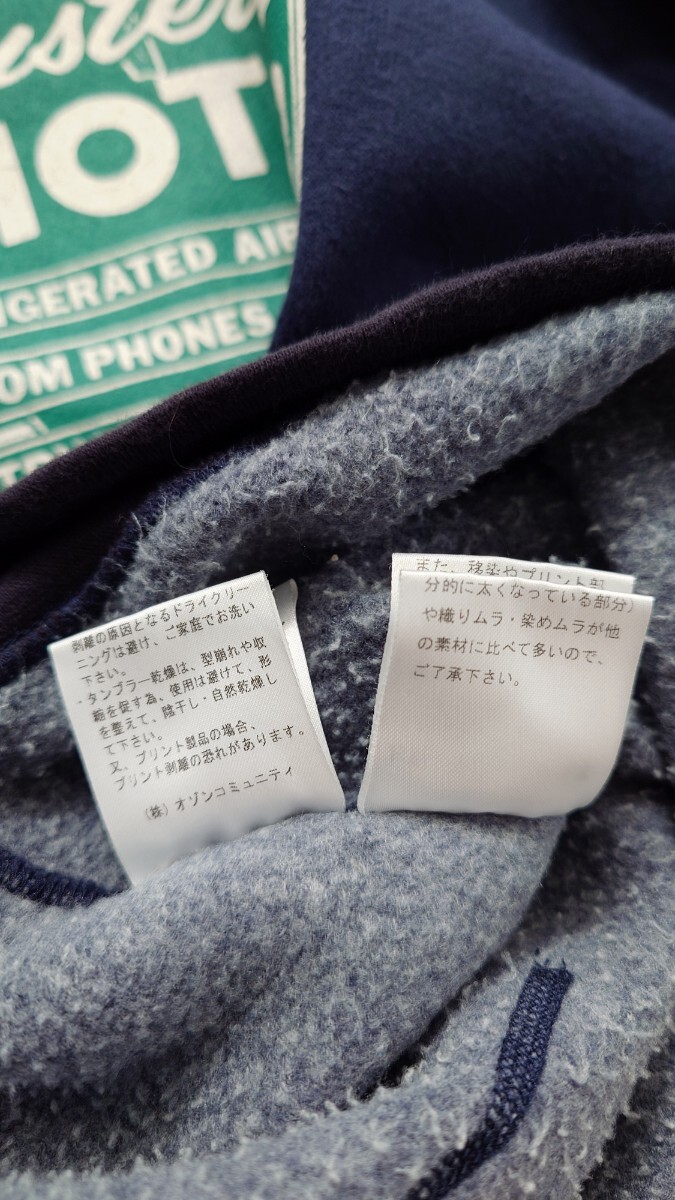 HOT
IGERATED AIR
OM PHONES
剥離の原因となるドライクリー
ニングは避け、ご家庭でお洗い
下さい。
・タンブラー乾燥は、型崩れや収
縮を促す為、使用は避けて、形
を整えて、陰干し・自然乾燥し
て下さい。
又、プリント製品の場合、
プリント剥離の恐れがあります。
(株) オゾンコミュニティ
また、移染やプリント剥
分的に太くなっている部分)
や織りムラ・染めムラが他
の素材に比べて多いので、
ご了承下さい。